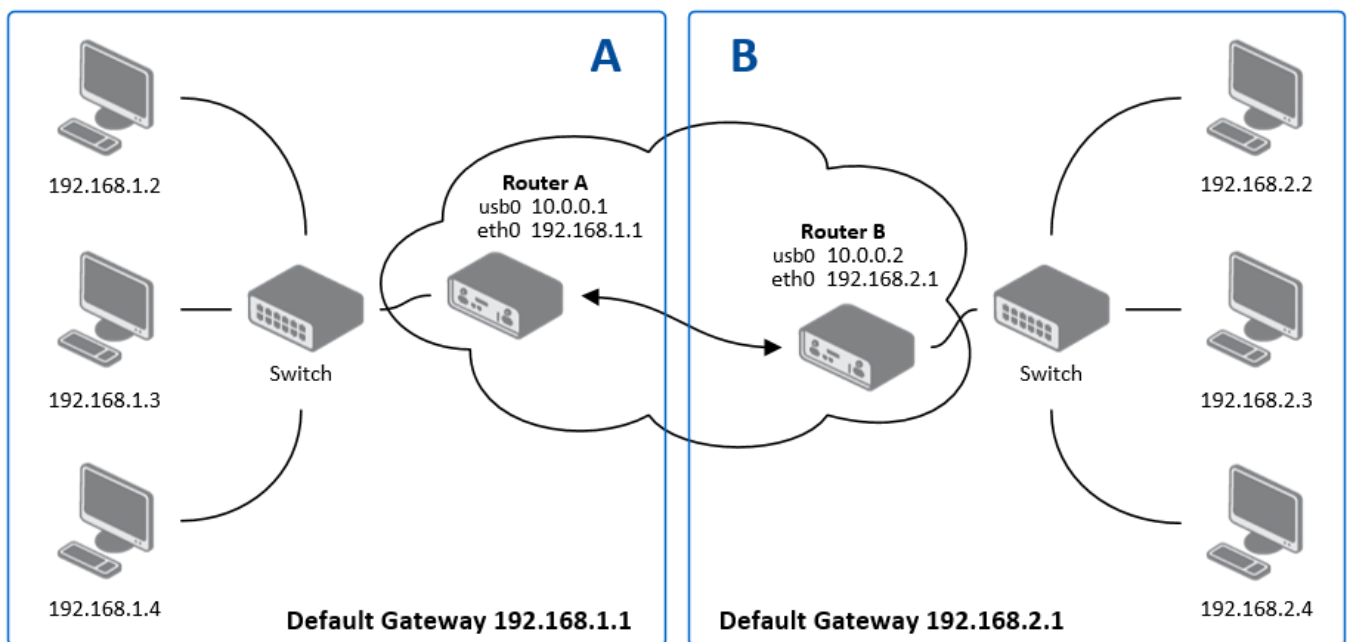 A
B
192.168.1.2
192.168.2.2
Router A
usb0 10.0.0.1
eth0 192.168.1.1
Router B
usb0 10.0.0.2
eth0 192.168.2.1
Switch
Switch
192.168.1.3
192.168.2.3
192.168.1.4
192.168.2.4
Default Gateway 192.168.1.1
Default Gateway 192.168.2.1